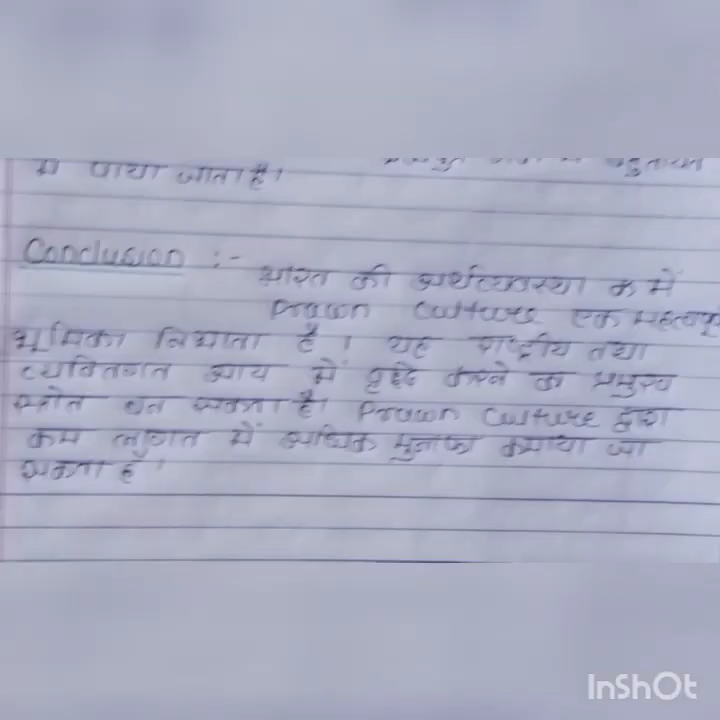 में पाया जाता है।
Conclusion :-
भारत की अर्थव्यवस्था क में
Prawn Culture एक महत्वपू
भूमिका निभाता है । यह राष्ट्रीय तथा
व्यक्तिगत आय में वृद्दि करने का प्रमुख
स्त्रोत बन सकता है। Prawn Culture द्वारा
कम लागत में अधिक मुनाफा कमाया जा
सकता है ।
InShOt